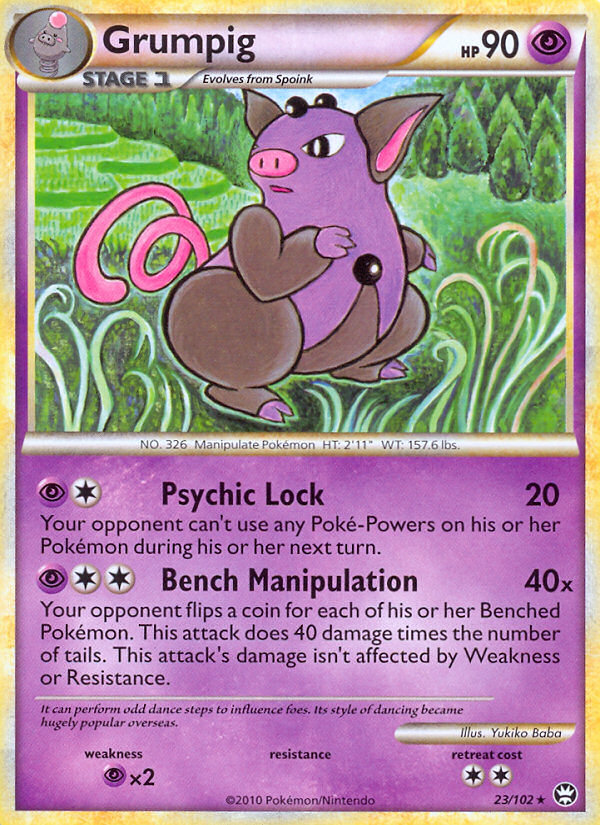 Grumpig
HP 90
STAGE 1
Evolves from Spoink
NO. 326 Manipulate Pokémon HT: 2'11" WT: 157.6 lbs.
Psychic Lock 20
Your opponent can't use any Poké-Powers on his or her
Pokémon during his or her next turn.
Bench Manipulation 40x
Your opponent flips a coin for each of his or her Benched
Pokémon. This attack does 40 damage times the number
of tails. This attack's damage isn't affected by Weakness
or Resistance.
It can perform odd dance steps to influence foes. Its style of dancing became
hugely popular overseas.
Illus. Yukiko Baba
weakness resistance retreat cost
×2
©2010 Pokémon/Nintendo 23/102 ★